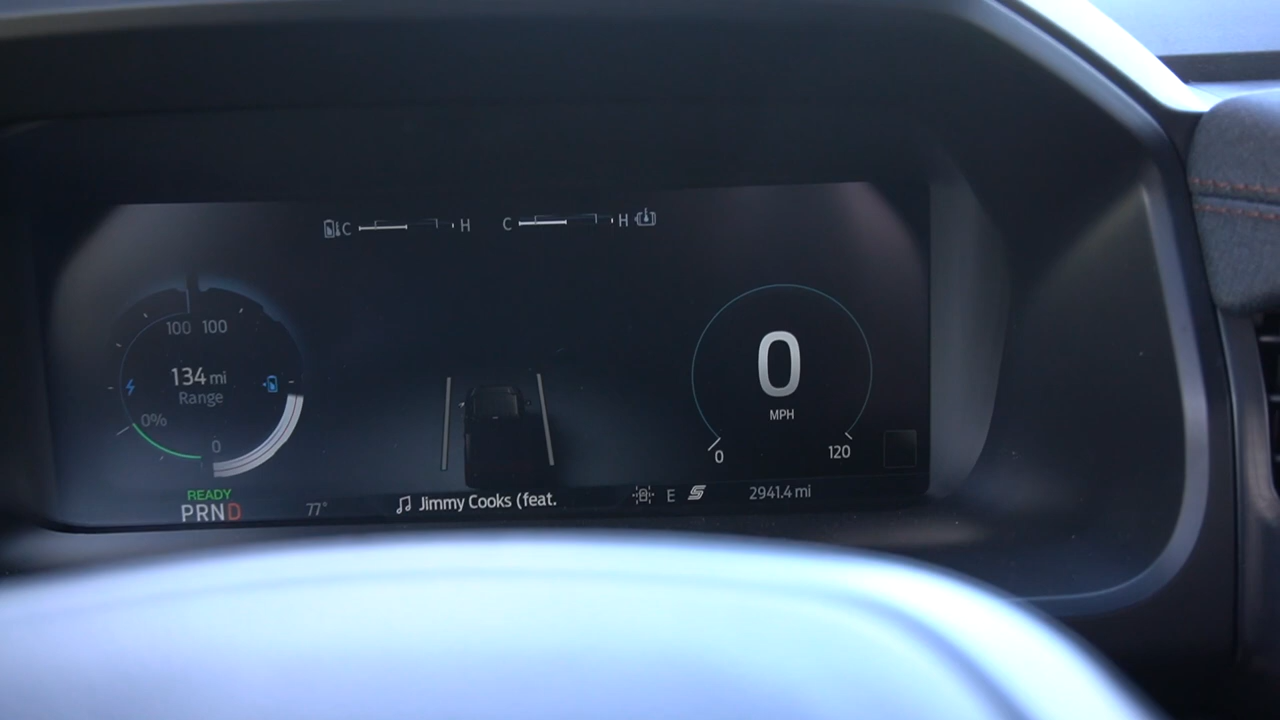 C H C H
100 100
134 mi
Range
0%
0
READY
PRND
77°
Jimmy Cooks (feat.
0
MPH
0 120
E
2941.4 mi